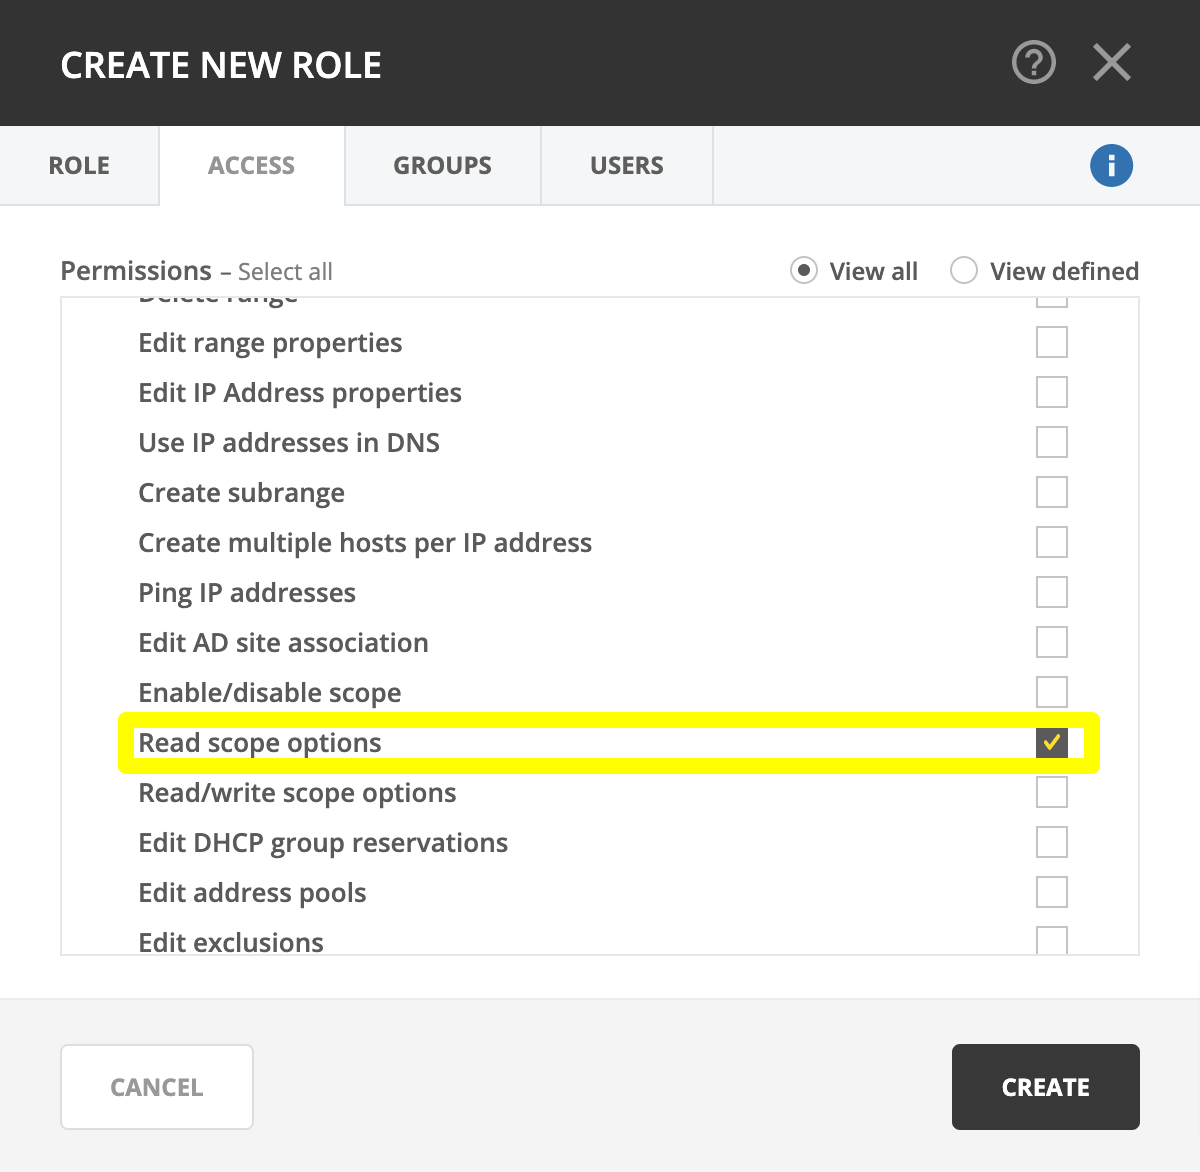 CREATE NEW ROLE
ROLE ACCESS GROUPS USERS
Permissions – Select all View all View defined
Delete range
Edit range properties
Edit IP Address properties
Use IP addresses in DNS
Create subrange
Create multiple hosts per IP address
Ping IP addresses
Edit AD site association
Enable/disable scope
Read scope options
Read/write scope options
Edit DHCP group reservations
Edit address pools
Edit exclusions
CANCEL CREATE